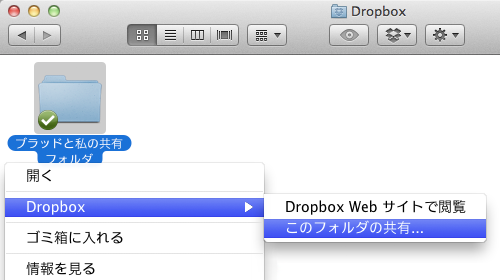 Dropbox
ブラッドと私の共有
フォルダ
開く
Dropbox
Dropbox Web サイトで閲覧
このフォルダの共有...
ゴミ箱に入れる
情報を見る